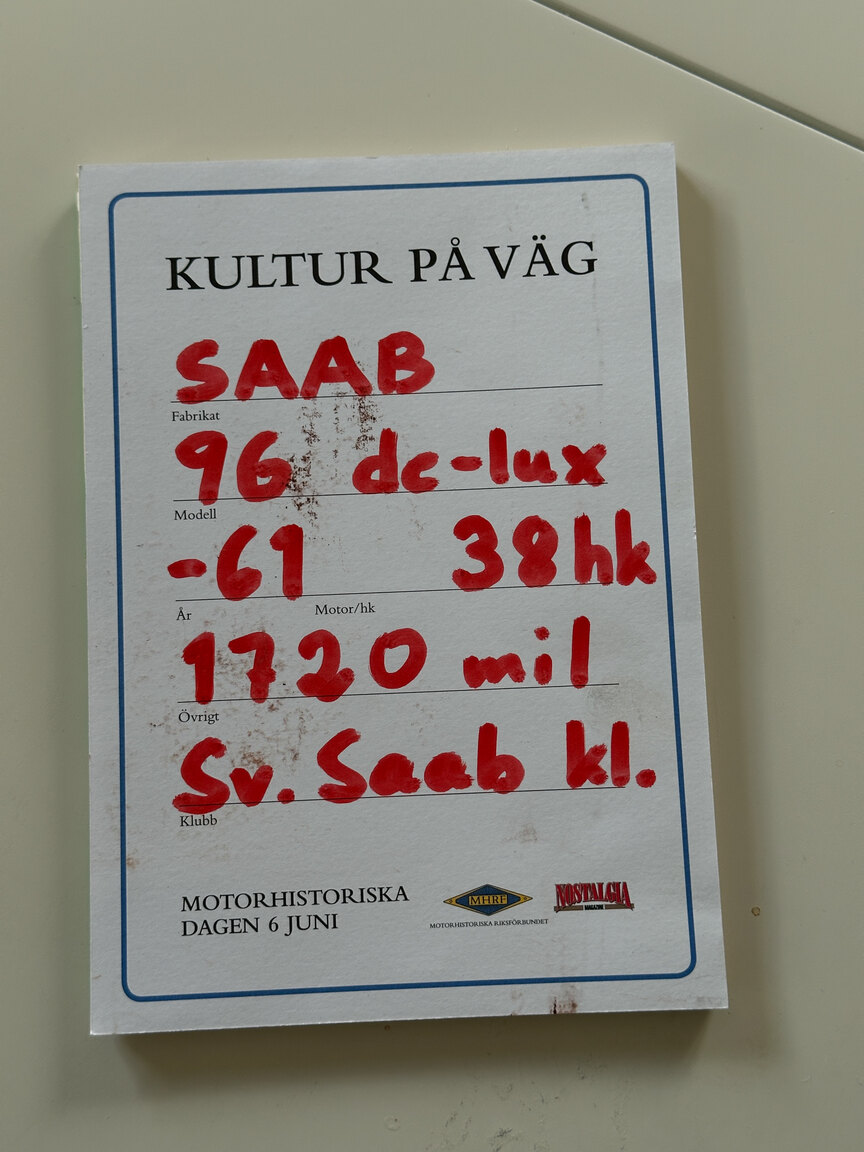 KULTUR PÅ VÄG
SAAB
Fabrikat
96 de-lux
Modell
-61 38hk
År Motor/hk
1720 mil
Övrigt
Sv. Saab kl.
Klubb
MOTORHISTORISKA
DAGEN 6 JUNI
MHRF
MOTORHISTORISKA RIKSFÖRBUNDET
NOSTALGIA
MAGAZINE